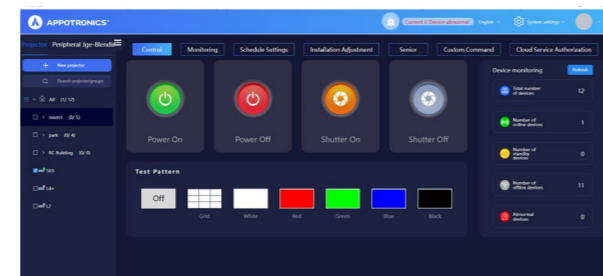 APPOTRONICS
Current 0 Device abnormal
English
System settings
Projector
Peripheral
Control
Monitoring
Schedule Settings
Installation Adjustment
Senior
Custom Command
Cloud Service Authorization
+ New projector
Search projector/groups
All (1/12)
room1 (0/5)
park (0/4)
RC Building (0/0)
L7
Power On
Power Off
Shutter On
Shutter Off
Test Pattern
Off
Grid
White
Red
Green
Blue
Black
Device monitoring
Refresh
Total number
of devices
12
Number of
online devices
1
Number of
standby
devices
0
Number of
offline devices
11
Abnormal
devices
0